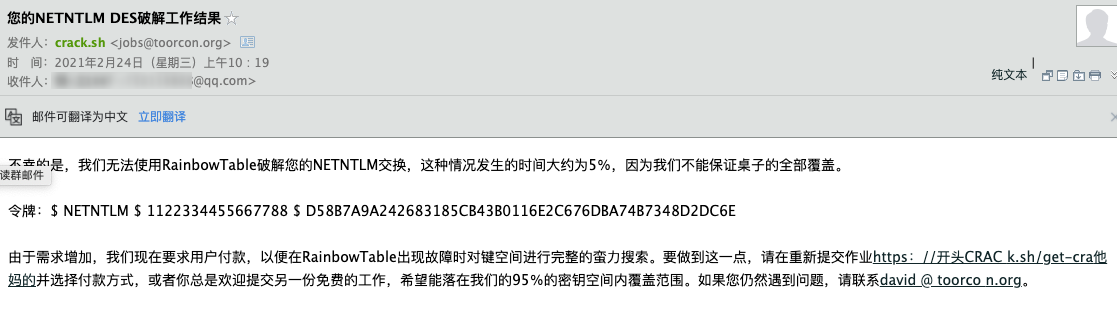 您的NETNTLM DES破解工作结果
发件人：crack.sh <jobs@toorcon.org>
时 间：2021年2月24日（星期三）上午10：19
纯文本
收件人： @qq.com>
邮件可翻译为中文 立即翻译
不幸的是，我们无法使用RainbowTable破解您的NETNTLM交换，这种情况发生的时间大约为5%，因为我们不能保证桌子的全部覆盖。
读群邮件
令牌：$ NETNTLM $ 1122334455667788 $ D58B7A9A242683185CB43B0116E2C676DBA74B7348D2DC6E
由于需求增加，我们现在要求用户付款，以便在RainbowTable出现故障时对键空间进行完整的蛮力搜索。要做到这一点，请在重新提交作业https：//开头CRAC k.sh/get-cra他
妈的并选择付款方式，或者你总是欢迎提交另一份免费的工作，希望能落在我们的95%的密钥空间内覆盖范围。如果您仍然遇到问题，请联系david @ toorco n.org。